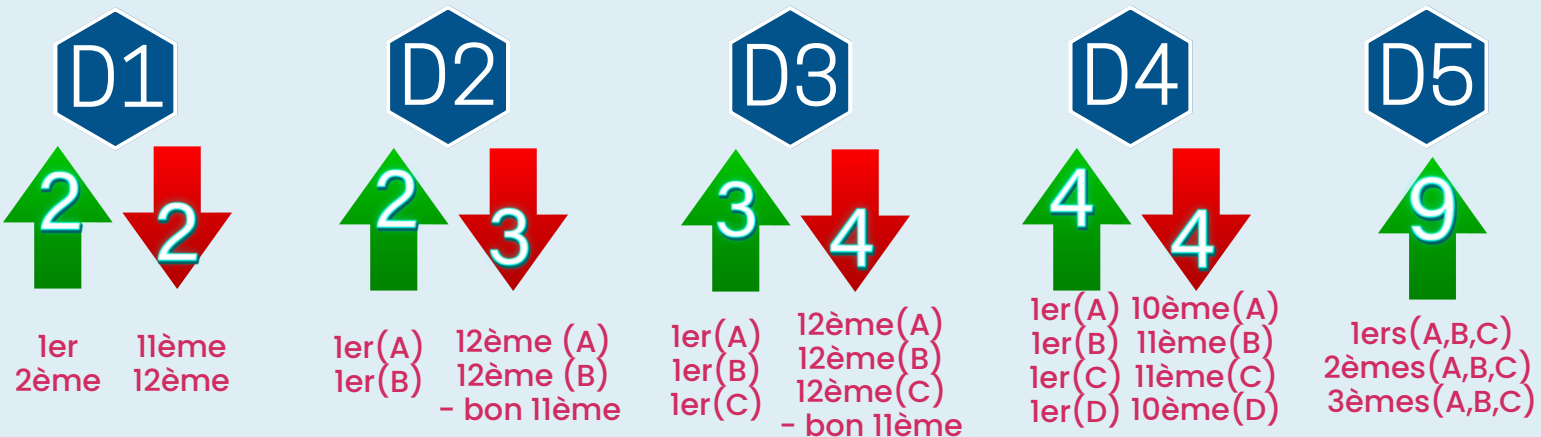 D1
2
2
1er
2ème
11ème
12ème
D2
2
3
1er(A)
1er(B)
12ème (A)
12ème (B)
- bon 11ème
D3
3
4
1er(A)
1er(B)
1er(C)
12ème(A)
12ème(B)
12ème(C)
- bon 11ème
D4
4
4
1er(A)
1er(B)
1er(C)
1er(D)
10ème(A)
11ème(B)
11ème(C)
10ème(D)
D5
9
1ers(A,B,C)
2èmes(A,B,C)
3èmes(A,B,C)